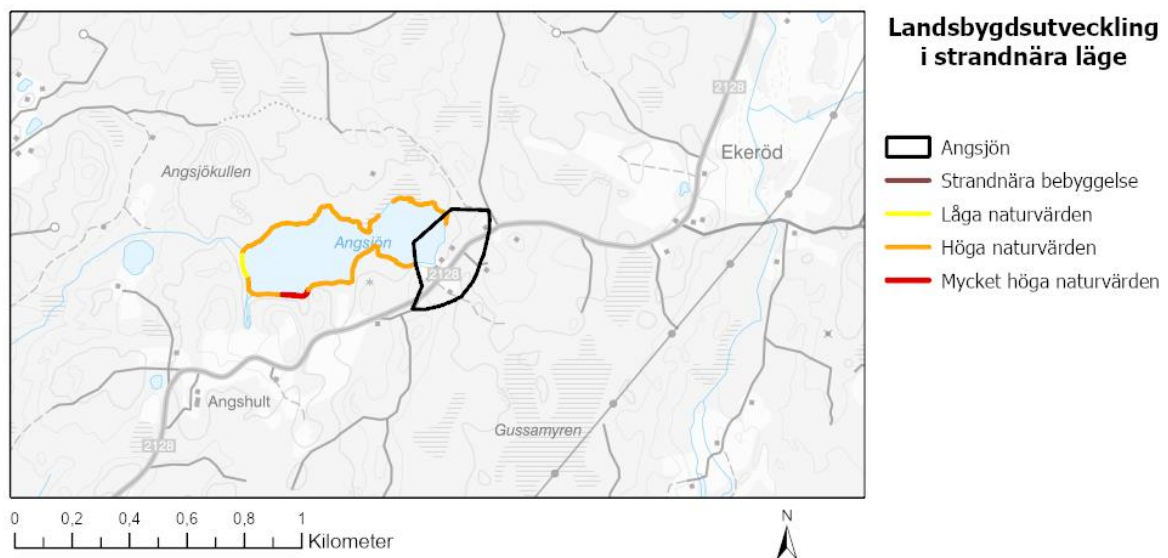 Landsbygdsutveckling
i strandnära läge
Angsjön
Strandnära bebyggelse
Låga naturvärden
Höga naturvärden
Mycket höga naturvärden
2128
Ekeröd
Angsjökullen
Angsjön
2128
Angshult
Gussamyren
2128
0 0,2 0,4 0,6 0,8 1
Kilometer
N